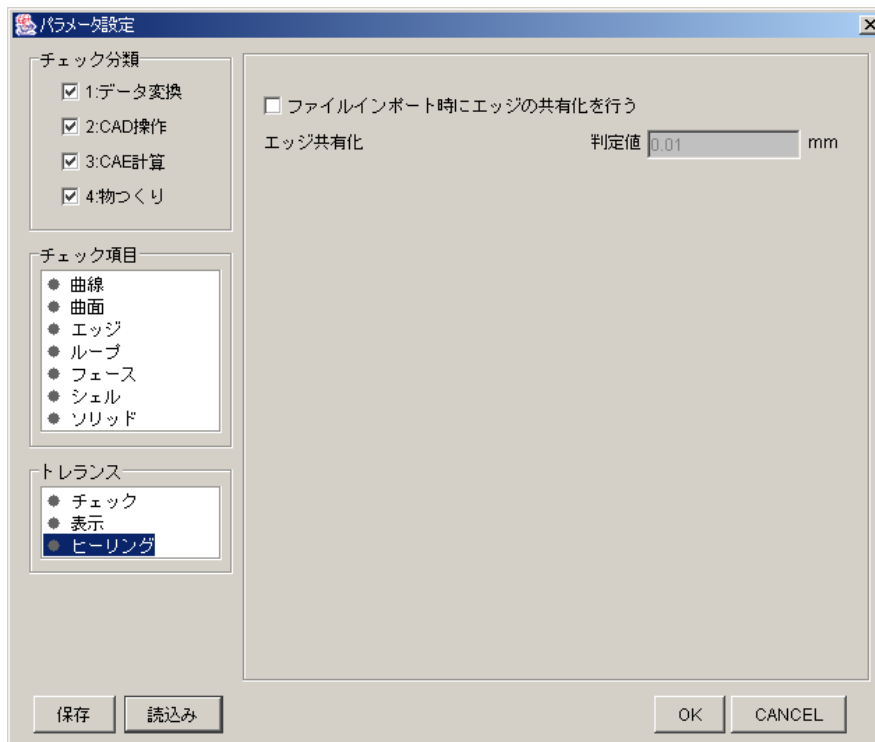 パラメータ設定
チェック分類
1:データ変換
2:CAD操作
3:CAE計算
4:物つくり
チェック項目
曲線
曲面
エッジ
ループ
フェース
シェル
ソリッド
トレランス
チェック
表示
ヒーリング
ファイルインポート時にエッジの共有化を行う
エッジ共有化 判定値 0.01 mm
保存 読込み OK CANCEL